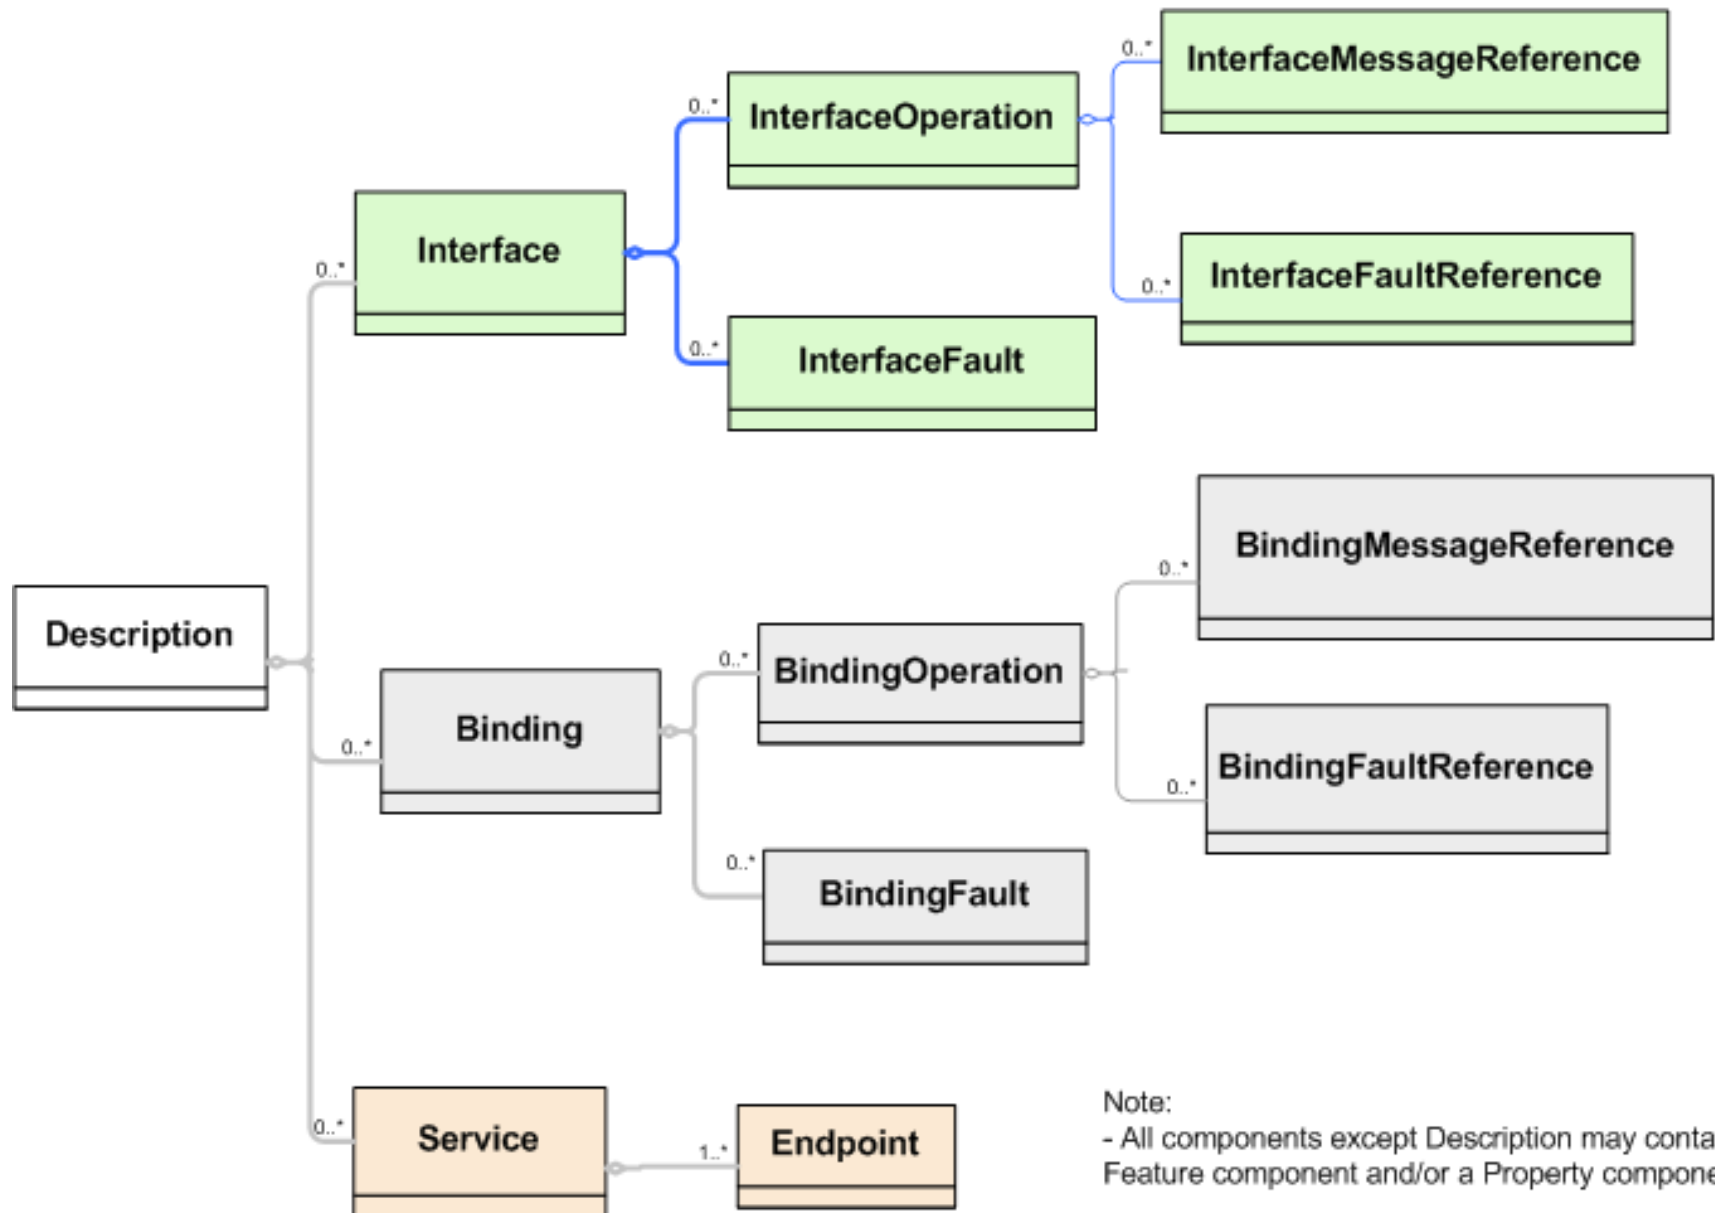 0..*
InterfaceMessageReference
0..*
InterfaceOperation
Interface
0..*
0..*
InterfaceFaultReference
0..*
InterfaceFault
BindingMessageReference
0..*
Description
0..*
BindingOperation
0..*
Binding
0..*
BindingFaultReference
0..*
BindingFault
0..*
Service
1..*
Endpoint
Note:
- All components except Description may conta
Feature component and/or a Property compone